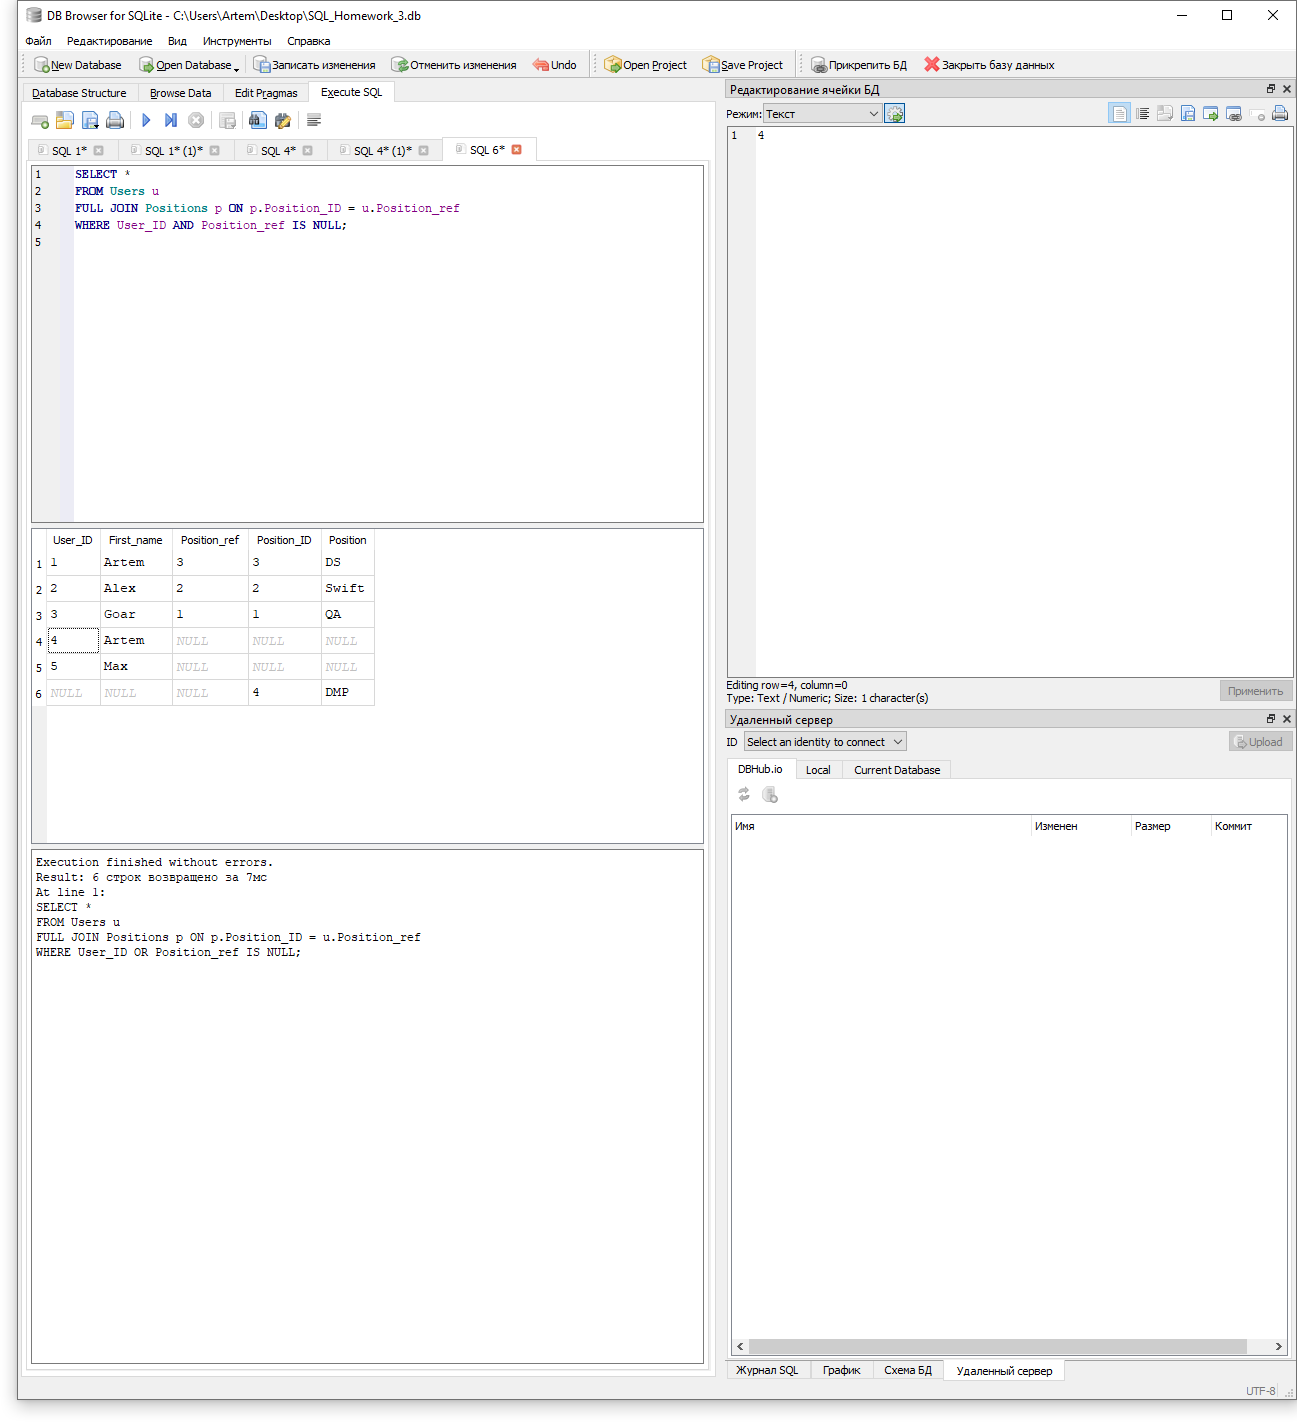 DB Browser for SQLite - C:\Users\Artem\Desktop\SQL_Homework_3.db
Файл Редактирование Вид Инструменты Справка
New Database Open Database Записать изменения Отменить изменения Undo Open Project Save Project Прикрепить БД Закрыть базу данных
Database Structure Browse Data Edit Pragmas Execute SQL
SQL 1* SQL 1* (1)* SQL 4* SQL 4* (1)* SQL 6*
1 SELECT *
2 FROM Users u
3 FULL JOIN Positions p ON p.Position_ID = u.Position_ref
4 WHERE User_ID AND Position_ref IS NULL;
5
User_ID First_name Position_ref Position_ID Position
1 1 Artem 3 3 DS
2 2 Alex 2 2 Swift
3 3 Goar 1 1 QA
4 4 Artem NULL NULL NULL
5 5 Max NULL NULL NULL
6 NULL NULL NULL 4 DMP
Execution finished without errors.
Result: 6 строк возвращено за 7мс
At line 1:
SELECT *
FROM Users u
FULL JOIN Positions p ON p.Position_ID = u.Position_ref
WHERE User_ID OR Position_ref IS NULL;
Редактирование ячейки БД
Режим: Текст
1 4
Editing row=4, column=0
Type: Text / Numeric; Size: 1 character(s)
Применить
Удаленный сервер
ID Select an identity to connect Upload
DBHub.io Local Current Database
Имя Изменен Размер Коммит
Журнал SQL График Схема БД Удаленный сервер
UTF-8